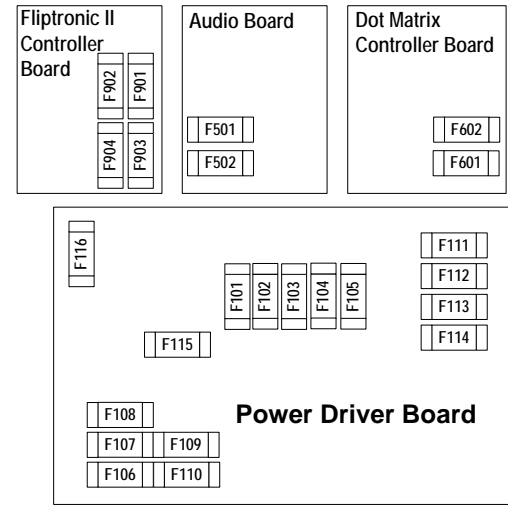 Fliptronic II
Controller
Board
F902
F901
F904
F903
Audio Board
F501
F502
Dot Matrix
Controller Board
F602
F601
F116
F101
F102
F103
F104
F105
F111
F112
F113
F114
F115
F108
Power Driver Board
F107
F109
F106
F110